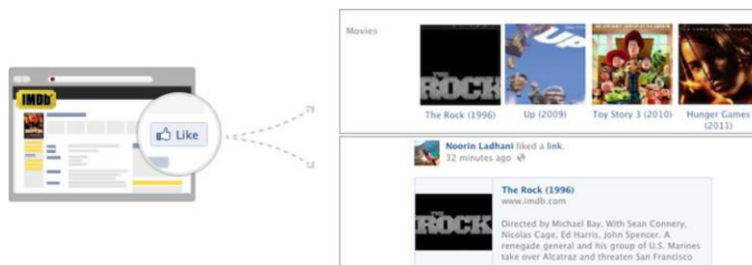 IMDb
Like
Movies
THE ROCK
UP
The Rock (1996)
Up (2009)
Toy Story 3 (2010)
Hunger Games
(2011)
Noorin Ladhani liked a link.
32 minutes ago
THE ROCK
The Rock (1996)
www.imdb.com
Directed by Michael Bay. With Sean Connery,
Nicolas Cage, Ed Harris, John Spencer. A
renegade general and his group of U.S. Marines
take over Alcatraz and threaten San Francisco